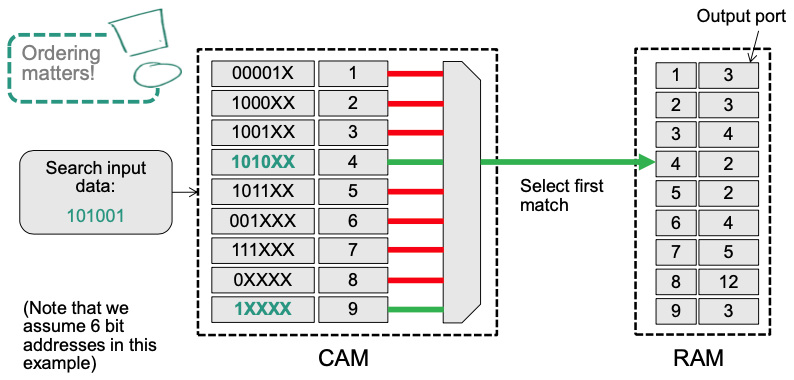 Output port
Ordering
matters!
00001X 1
1000XX 2
1001XX 3
1010XX 4
1011XX 5
001XXX 6
111XXX 7
0XXXX 8
1XXXX 9
Search input
data:
101001
Select first
match
1 3
2 3
3 4
4 2
5 2
6 4
7 5
8 12
9 3
(Note that we
assume 6 bit
addresses in this
example)
CAM
RAM